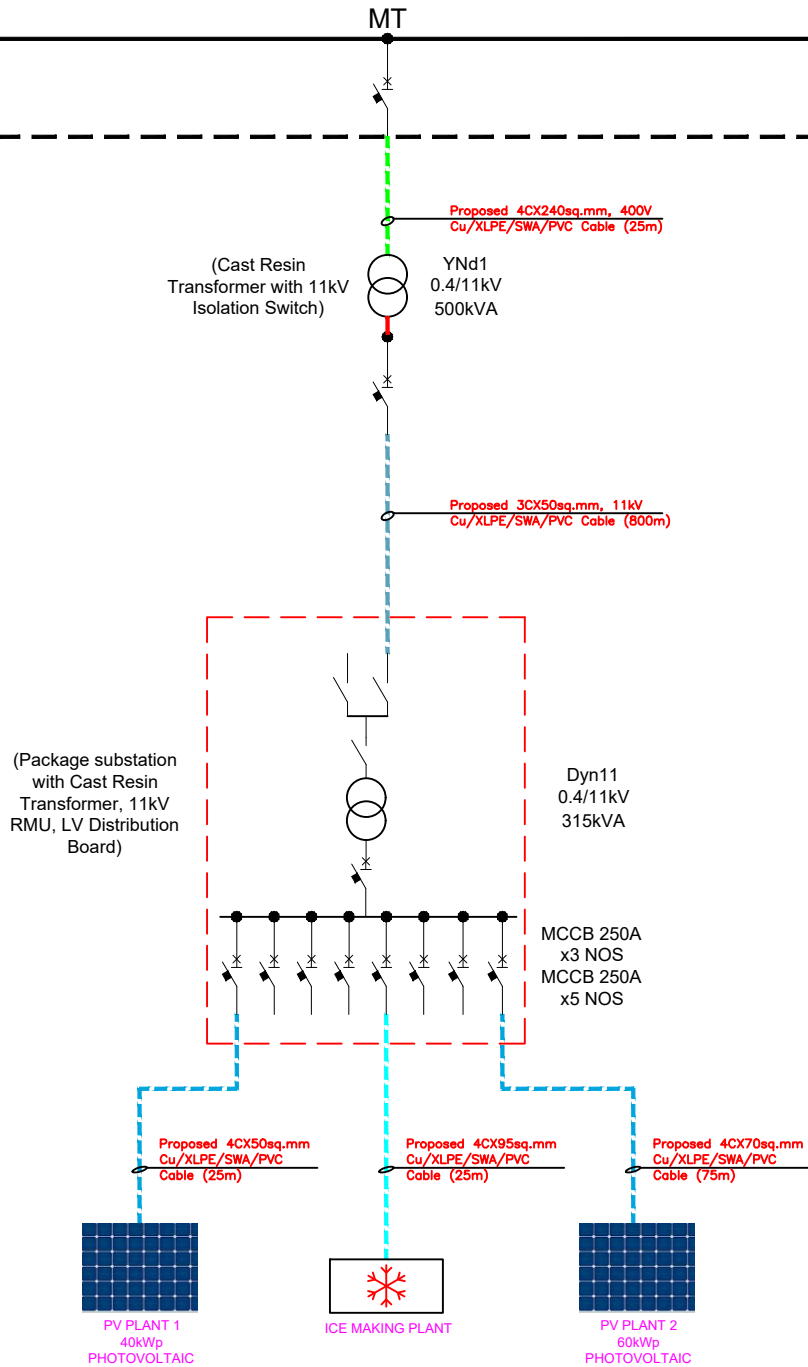 MT
Proposed 4CX240sq.mm, 400V
Cu/XLPE/SWA/PVC Cable (25m)
(Cast Resin
Transformer with 11kV
Isolation Switch)
YNd1
0.4/11kV
500kVA
Proposed 3CX50sq.mm, 11kV
Cu/XLPE/SWA/PVC Cable (800m)
(Package substation
with Cast Resin
Transformer, 11kV
RMU, LV Distribution
Board)
Dyn11
0.4/11kV
315kVA
MCCB 250A
x3 NOS
MCCB 250A
x5 NOS
Proposed 4CX50sq.mm
Cu/XLPE/SWA/PVC
Cable (25m)
Proposed 4CX95sq.mm
Cu/XLPE/SWA/PVC
Cable (25m)
Proposed 4CX70sq.mm
Cu/XLPE/SWA/PVC
Cable (75m)
PV PLANT 1
40kWp
PHOTOVOLTAIC
ICE MAKING PLANT
PV PLANT 2
60kWp
PHOTOVOLTAIC